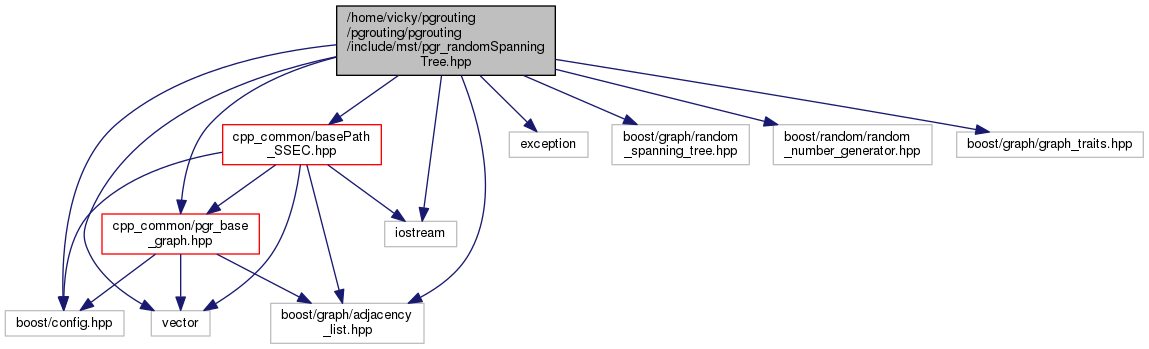 /home/vicky/pgrouting
/pgrouting/pgrouting
/include/mst/pgr_randomSpanning
Tree.hpp
cpp_common/basePath
_SSEC.hpp
exception
boost/graph/random
_spanning_tree.hpp
boost/random/random
_number_generator.hpp
boost/graph/graph_traits.hpp
cpp_common/pgr_base
_graph.hpp
iostream
boost/config.hpp
vector
boost/graph/adjacency
_list.hpp